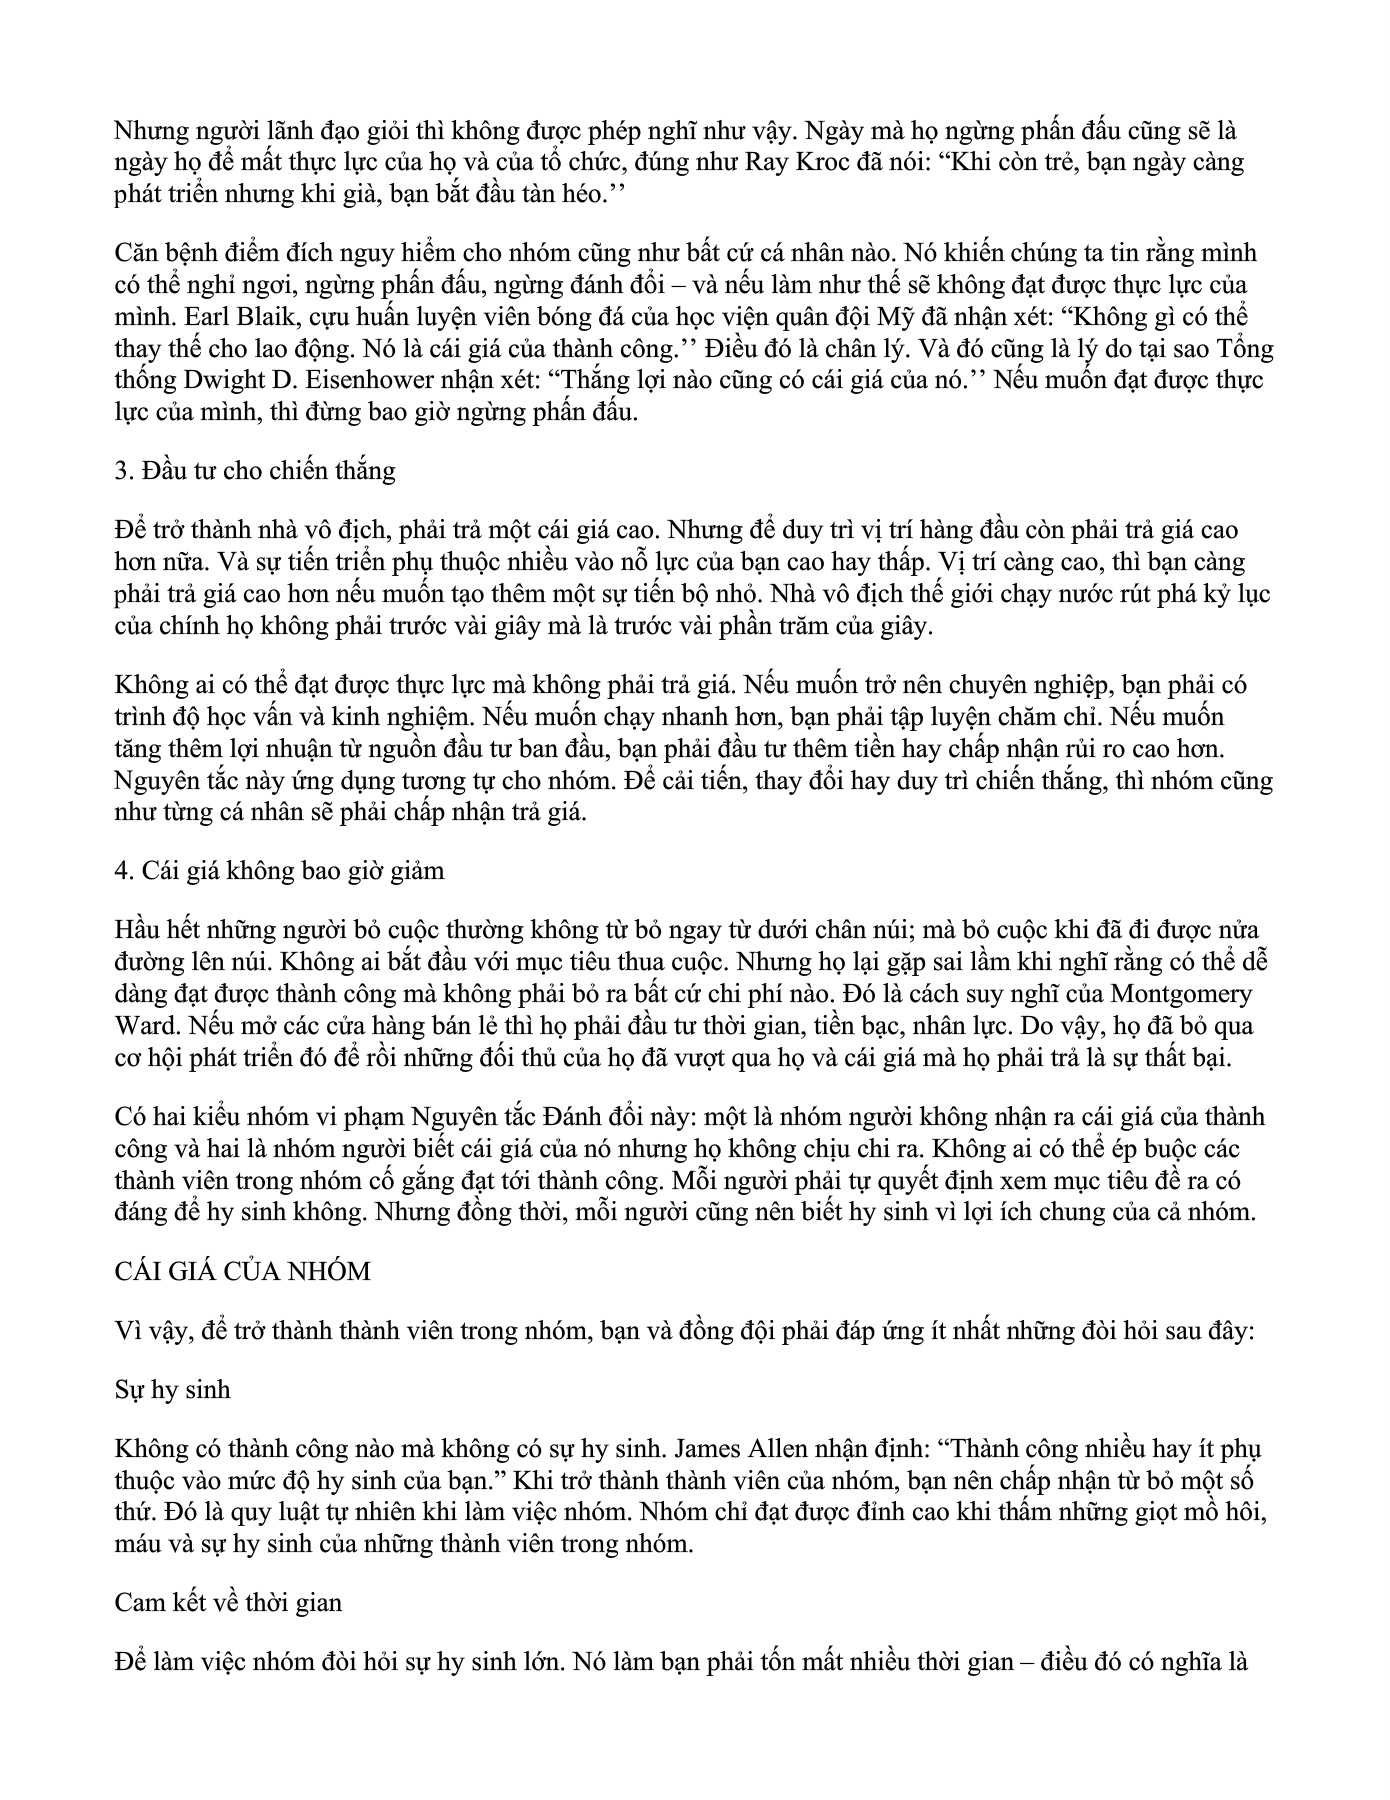 Nhưng người lãnh đạo giỏi thì không được phép nghĩ như vậy. Ngày mà họ ngừng phấn đấu cũng sẽ là
ngày họ để mất thực lực của họ và của tổ chức, đúng như Ray Kroc đã nói: “Khi còn trẻ, bạn ngày càng
phát triển nhưng khi già, bạn bắt đầu tàn héo.’’
Căn bệnh điểm đích nguy hiểm cho nhóm cũng như bất cứ cá nhân nào. Nó khiến chúng ta tin rằng mình
có thể nghỉ ngơi, ngừng phấn đấu, ngừng đánh đổi – và nếu làm như thế sẽ không đạt được thực lực của
mình. Earl Blaik, cựu huấn luyện viên bóng đá của học viện quân đội Mỹ đã nhận xét: “Không gì có thể
thay thế cho lao động. Nó là cái giá của thành công.’’ Điều đó là chân lý. Và đó cũng là lý do tại sao Tổng
thống Dwight D. Eisenhower nhận xét: “Thắng lợi nào cũng có cái giá của nó.’’ Nếu muốn đạt được thực
lực của mình, thì đừng bao giờ ngừng phấn đấu.
3. Đầu tư cho chiến thắng
Để trở thành nhà vô địch, phải trả một cái giá cao. Nhưng để duy trì vị trí hàng đầu còn phải trả giá cao
hơn nữa. Và sự tiến triển phụ thuộc nhiều vào nỗ lực của bạn cao hay thấp. Vị trí càng cao, thì bạn càng
phải trả giá cao hơn nếu muốn tạo thêm một sự tiến bộ nhỏ. Nhà vô địch thế giới chạy nước rút phá kỷ lục
của chính họ không phải trước vài giây mà là trước vài phần trăm của giây.
Không ai có thể đạt được thực lực mà không phải trả giá. Nếu muốn trở nên chuyên nghiệp, bạn phải có
trình độ học vấn và kinh nghiệm. Nếu muốn chạy nhanh hơn, bạn phải tập luyện chăm chỉ. Nếu muốn
tăng thêm lợi nhuận từ nguồn đầu tư ban đầu, bạn phải đầu tư thêm tiền hay chấp nhận rủi ro cao hơn.
Nguyên tắc này ứng dụng tương tự cho nhóm. Để cải tiến, thay đổi hay duy trì chiến thắng, thì nhóm cũng
như từng cá nhân sẽ phải chấp nhận trả giá.
4. Cái giá không bao giờ giảm
Hầu hết những người bỏ cuộc thường không từ bỏ ngay từ dưới chân núi; mà bỏ cuộc khi đã đi được nửa
đường lên núi. Không ai bắt đầu với mục tiêu thua cuộc. Nhưng họ lại gặp sai lầm khi nghĩ rằng có thể dễ
dàng đạt được thành công mà không phải bỏ ra bất cứ chi phí nào. Đó là cách suy nghĩ của Montgomery
Ward. Nếu mở các cửa hàng bán lẻ thì họ phải đầu tư thời gian, tiền bạc, nhân lực. Do vậy, họ đã bỏ qua
cơ hội phát triển đó để rồi những đối thủ của họ đã vượt qua họ và cái giá mà họ phải trả là sự thất bại.
Có hai kiểu nhóm vi phạm Nguyên tắc Đánh đổi này: một là nhóm người không nhận ra cái giá của thành
công và hai là nhóm người biết cái giá của nó nhưng họ không chịu chi ra. Không ai có thể ép buộc các
thành viên trong nhóm cố gắng đạt tới thành công. Mỗi người phải tự quyết định xem mục tiêu đề ra có
đáng để hy sinh không. Nhưng đồng thời, mỗi người cũng nên biết hy sinh vì lợi ích chung của cả nhóm.
CÁI GIÁ CỦA NHÓM
Vì vậy, để trở thành thành viên trong nhóm, bạn và đồng đội phải đáp ứng ít nhất những đòi hỏi sau đây:
Sự hy sinh
Không có thành công nào mà không có sự hy sinh. James Allen nhận định: “Thành công nhiều hay ít phụ
thuộc vào mức độ hy sinh của bạn.” Khi trở thành thành viên của nhóm, bạn nên chấp nhận từ bỏ một số
thứ. Đó là quy luật tự nhiên khi làm việc nhóm. Nhóm chỉ đạt được đỉnh cao khi thấm những giọt mồ hôi,
máu và sự hy sinh của những thành viên trong nhóm.
Cam kết về thời gian
Để làm việc nhóm đòi hỏi sự hy sinh lớn. Nó làm bạn phải tốn mất nhiều thời gian – điều đó có nghĩa là